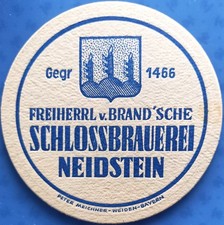 Gegr 1466
FREIHERRL v. BRAND'SCHE
SCHLOSSBRAUEREI
NEIDSTEIN
PETER MEICHNER - WEIDEN - BAYERN